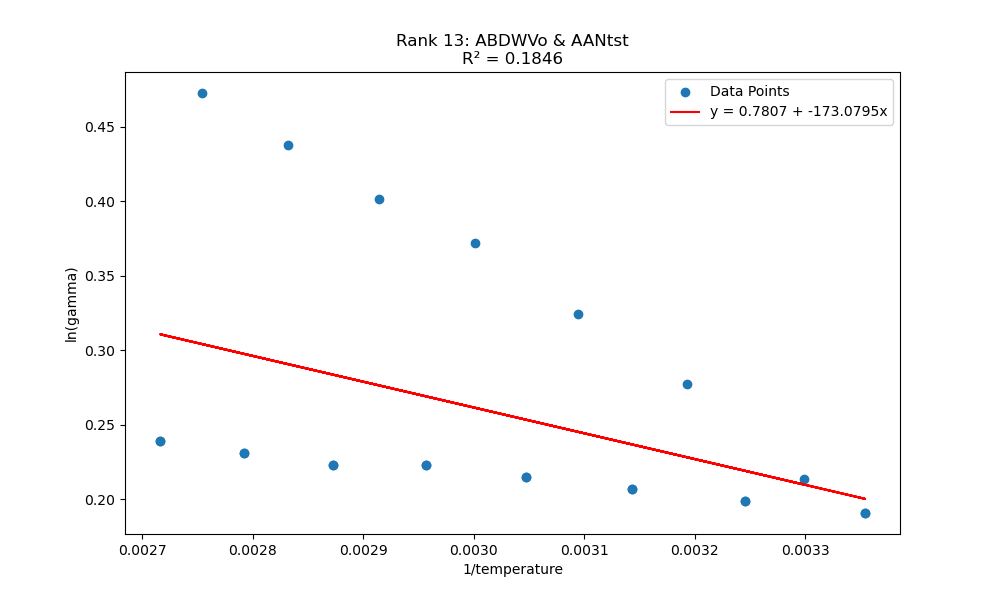 Rank 13: ABDWVo & AANtst
R² = 0.1846
Data Points
y = 0.7807 + -173.0795x
ln(gamma)
0.45
0.40
0.35
0.30
0.25
0.20
0.0027 0.0028 0.0029 0.0030 0.0031 0.0032 0.0033
1/temperature